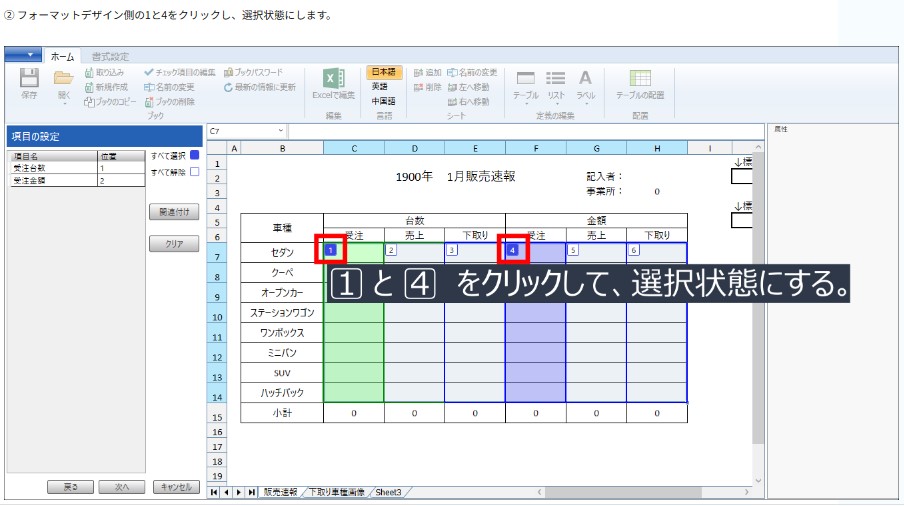 ② フォーマットデザイン側の1と4をクリックし、選択状態にします。
ホーム 書式設定
取り込み チェック項目の編集 ブックパスワード 日本語 追加 名前の変更
新規作成 名前の変更 最新の情報に更新 英語 削除 左へ移動
保存 開く ブックのコピー ブックの削除 Excelで編集 中国語 右へ移動 テーブル リスト ラベル テーブルの配置
ブック 編集 言語 シート 定義の編集 配置
項目の設定
C7
属性
項目名 位置
受注台数 1
受注金額 2
すべて選択
すべて解除
関連付け
クリア
A B C D E F G H I
1 ↓標
2 1900年 1月販売速報 記入者：
3 事業所： 0
4 ↓標
5 車種 台数 金額
6 受注 売上 下取り 受注 売上 下取り
7 セダン 1 2 3 4 5 6
① と ④ をクリックして、選択状態にする。
8 クーペ
9 オープンカー
10 ステーションワゴン
11 ワンボックス
12 ミニバン
13 SUV
14 ハッチバック
15 小計 0 0 0 0 0 0
16
17
18
19
戻る 次へ キャンセル
販売速報 下取り車種画像 Sheet3